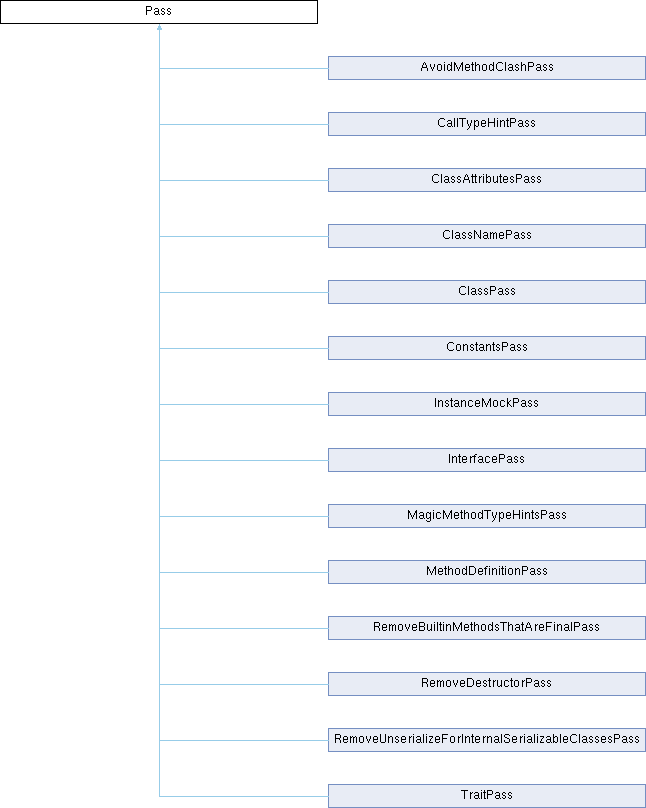 Pass
AvoidMethodClashPass
CallTypeHintPass
ClassAttributesPass
ClassNamePass
ClassPass
ConstantsPass
InstanceMockPass
InterfacePass
MagicMethodTypeHintsPass
MethodDefinitionPass
RemoveBuiltinMethodsThatAreFinalPass
RemoveDestructorPass
RemoveUnserializeForInternalSerializableClassesPass
TraitPass